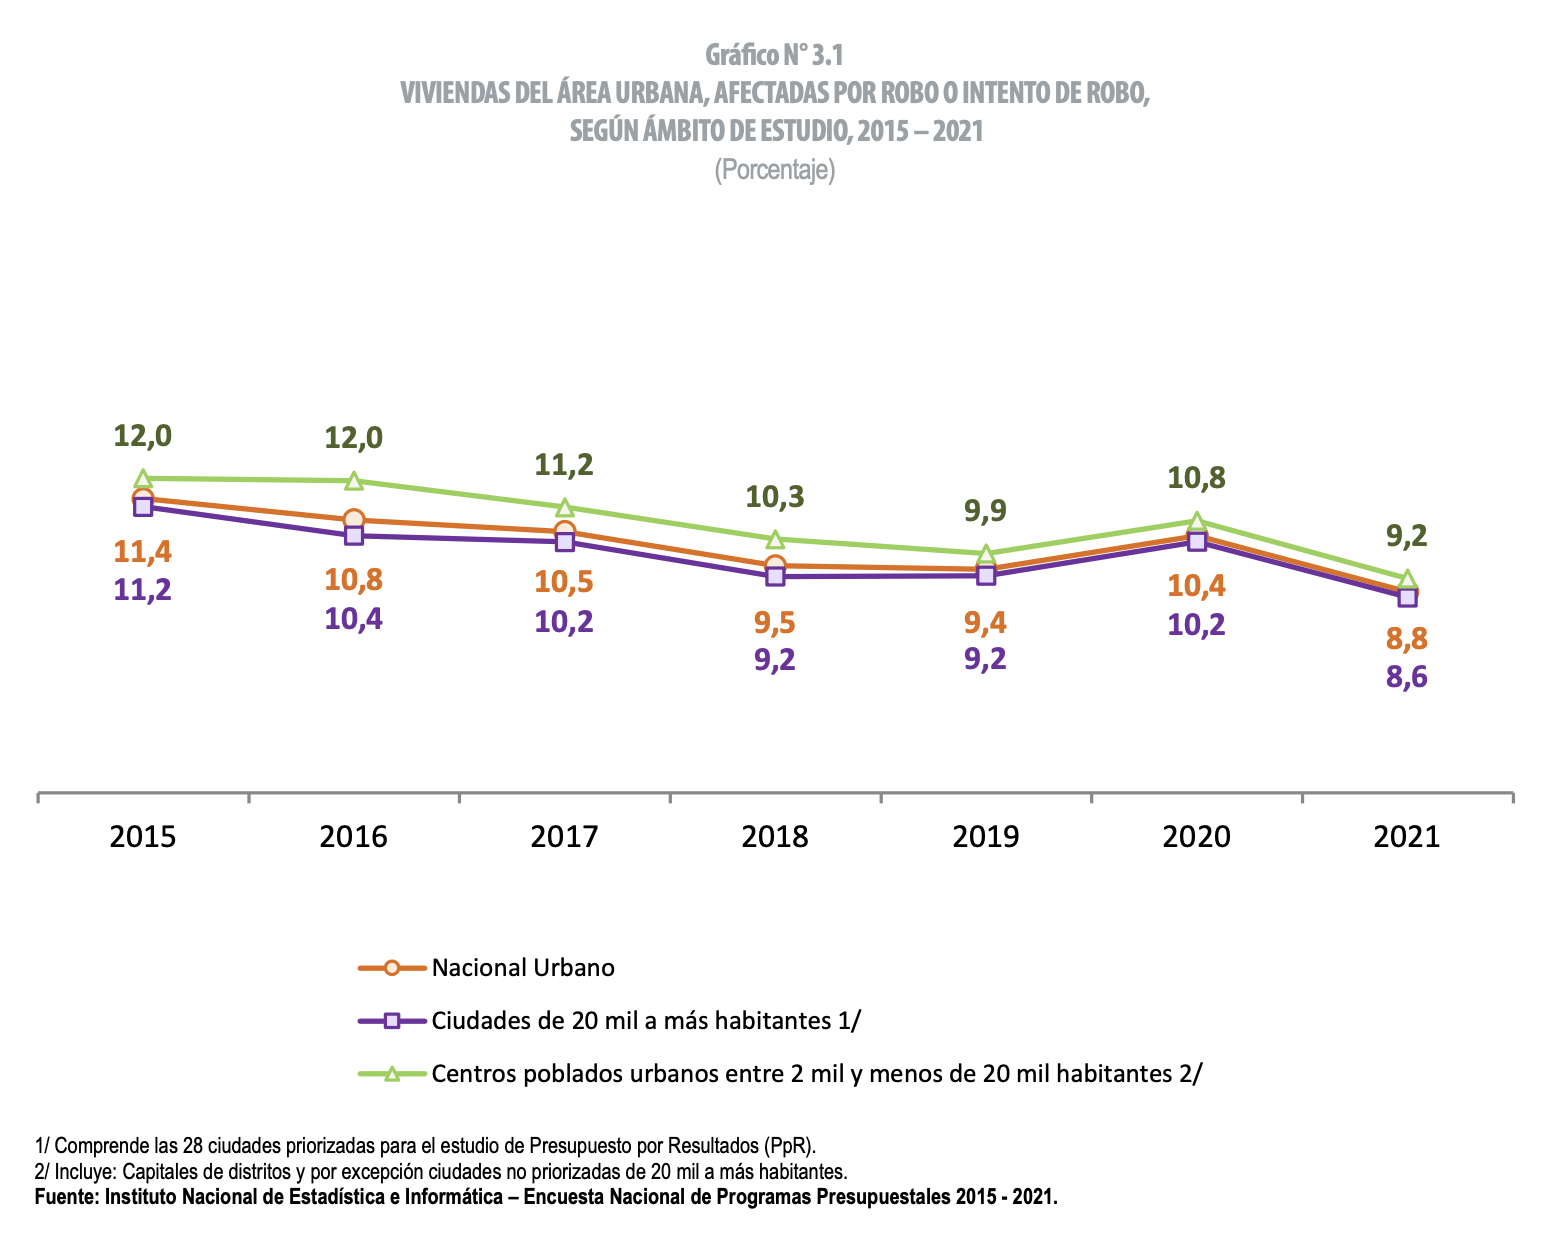 Gráfico N° 3.1
VIVIENDAS DEL ÁREA URBANA, AFECTADAS POR ROBO O INTENTO DE ROBO,
SEGÚN ÁMBITO DE ESTUDIO, 2015 – 2021
(Porcentaje)
12,0 12,0 11,2 10,3 9,9 10,8 9,2
11,4 10,8 10,5 9,5 9,4 10,4 8,8
11,2 10,4 10,2 9,2 9,2 10,2 8,6
2015 2016 2017 2018 2019 2020 2021
Nacional Urbano
Ciudades de 20 mil a más habitantes 1/
Centros poblados urbanos entre 2 mil y menos de 20 mil habitantes 2/
1/ Comprende las 28 ciudades priorizadas para el estudio de Presupuesto por Resultados (PpR).
2/ Incluye: Capitales de distritos y por excepción ciudades no priorizadas de 20 mil a más habitantes.
Fuente: Instituto Nacional de Estadística e Informática – Encuesta Nacional de Programas Presupuestales 2015 - 2021.